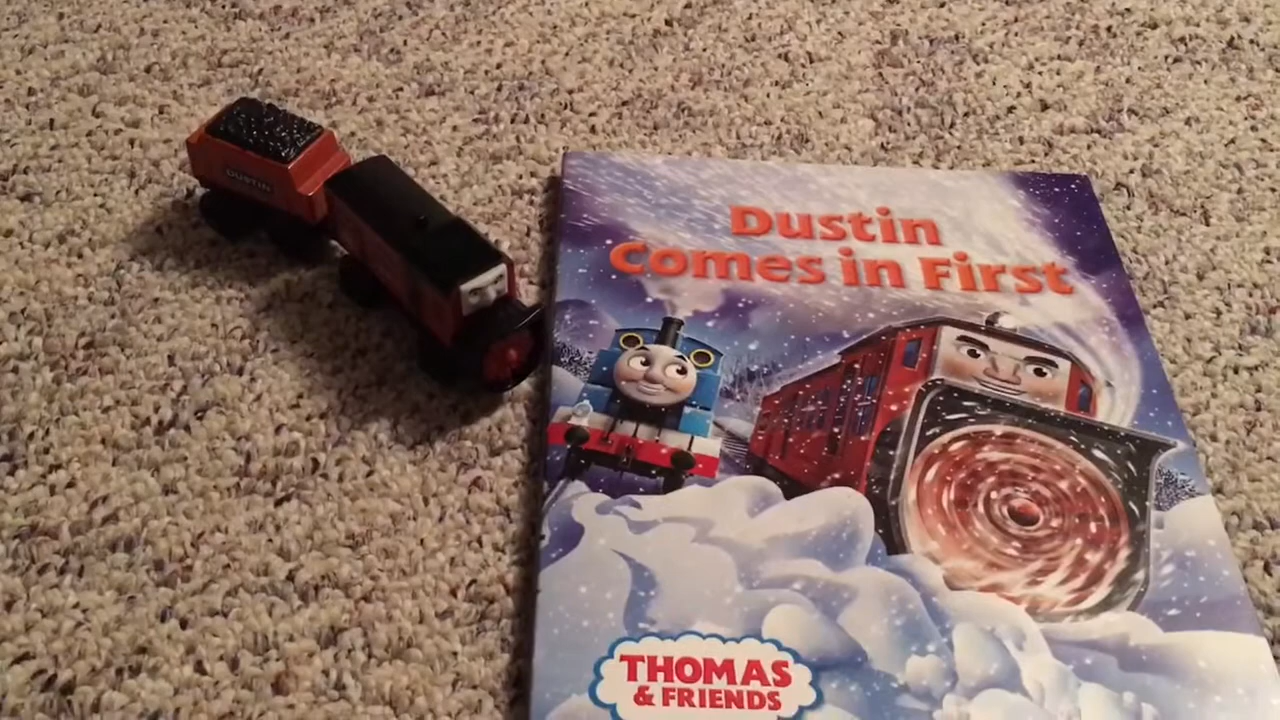 DUSTIN
Dustin
Comes in First
THOMAS
& FRIENDS